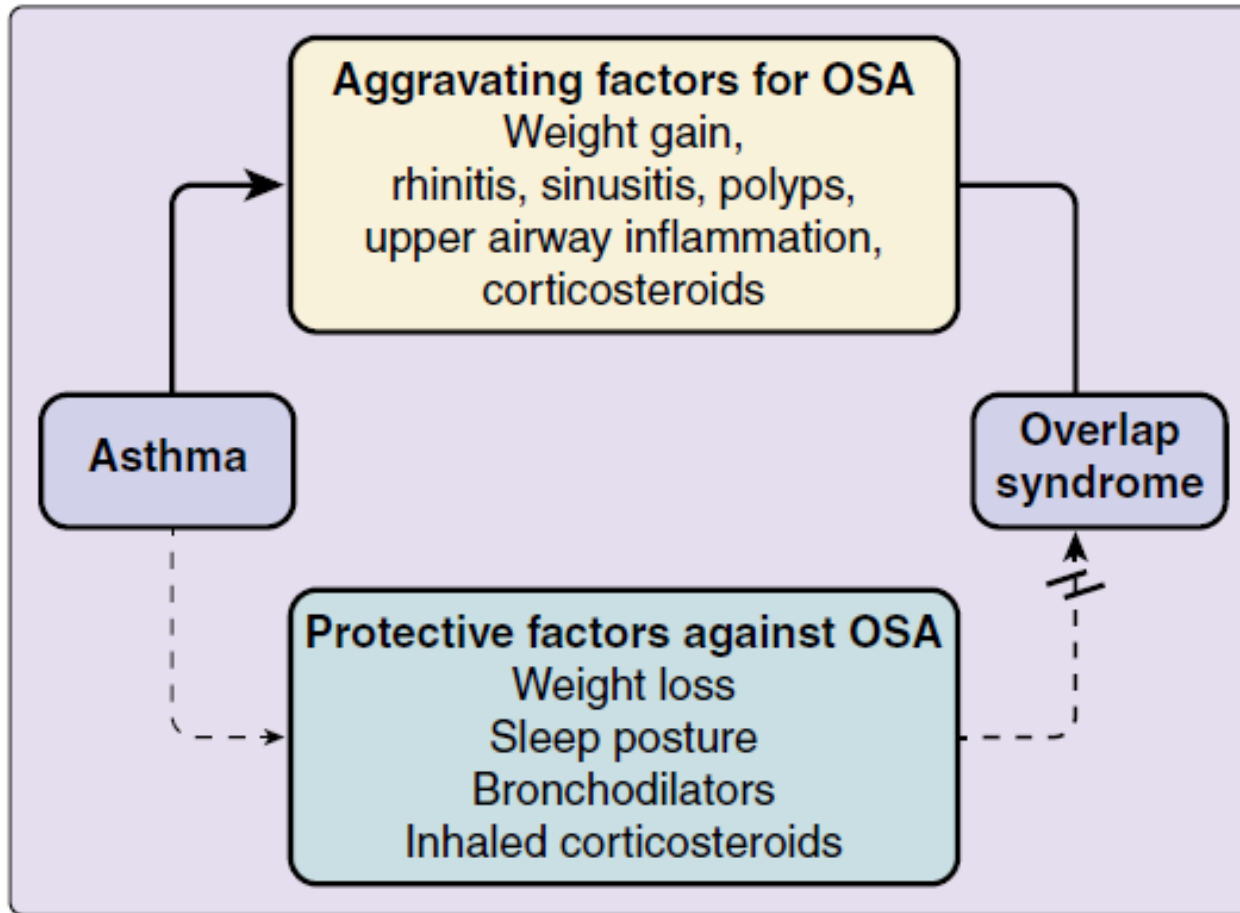 Aggravating factors for OSA
Weight gain,
rhinitis, sinusitis, polyps,
upper airway inflammation,
corticosteroids
Asthma
Overlap
syndrome
Protective factors against OSA
Weight loss
Sleep posture
Bronchodilators
Inhaled corticosteroids